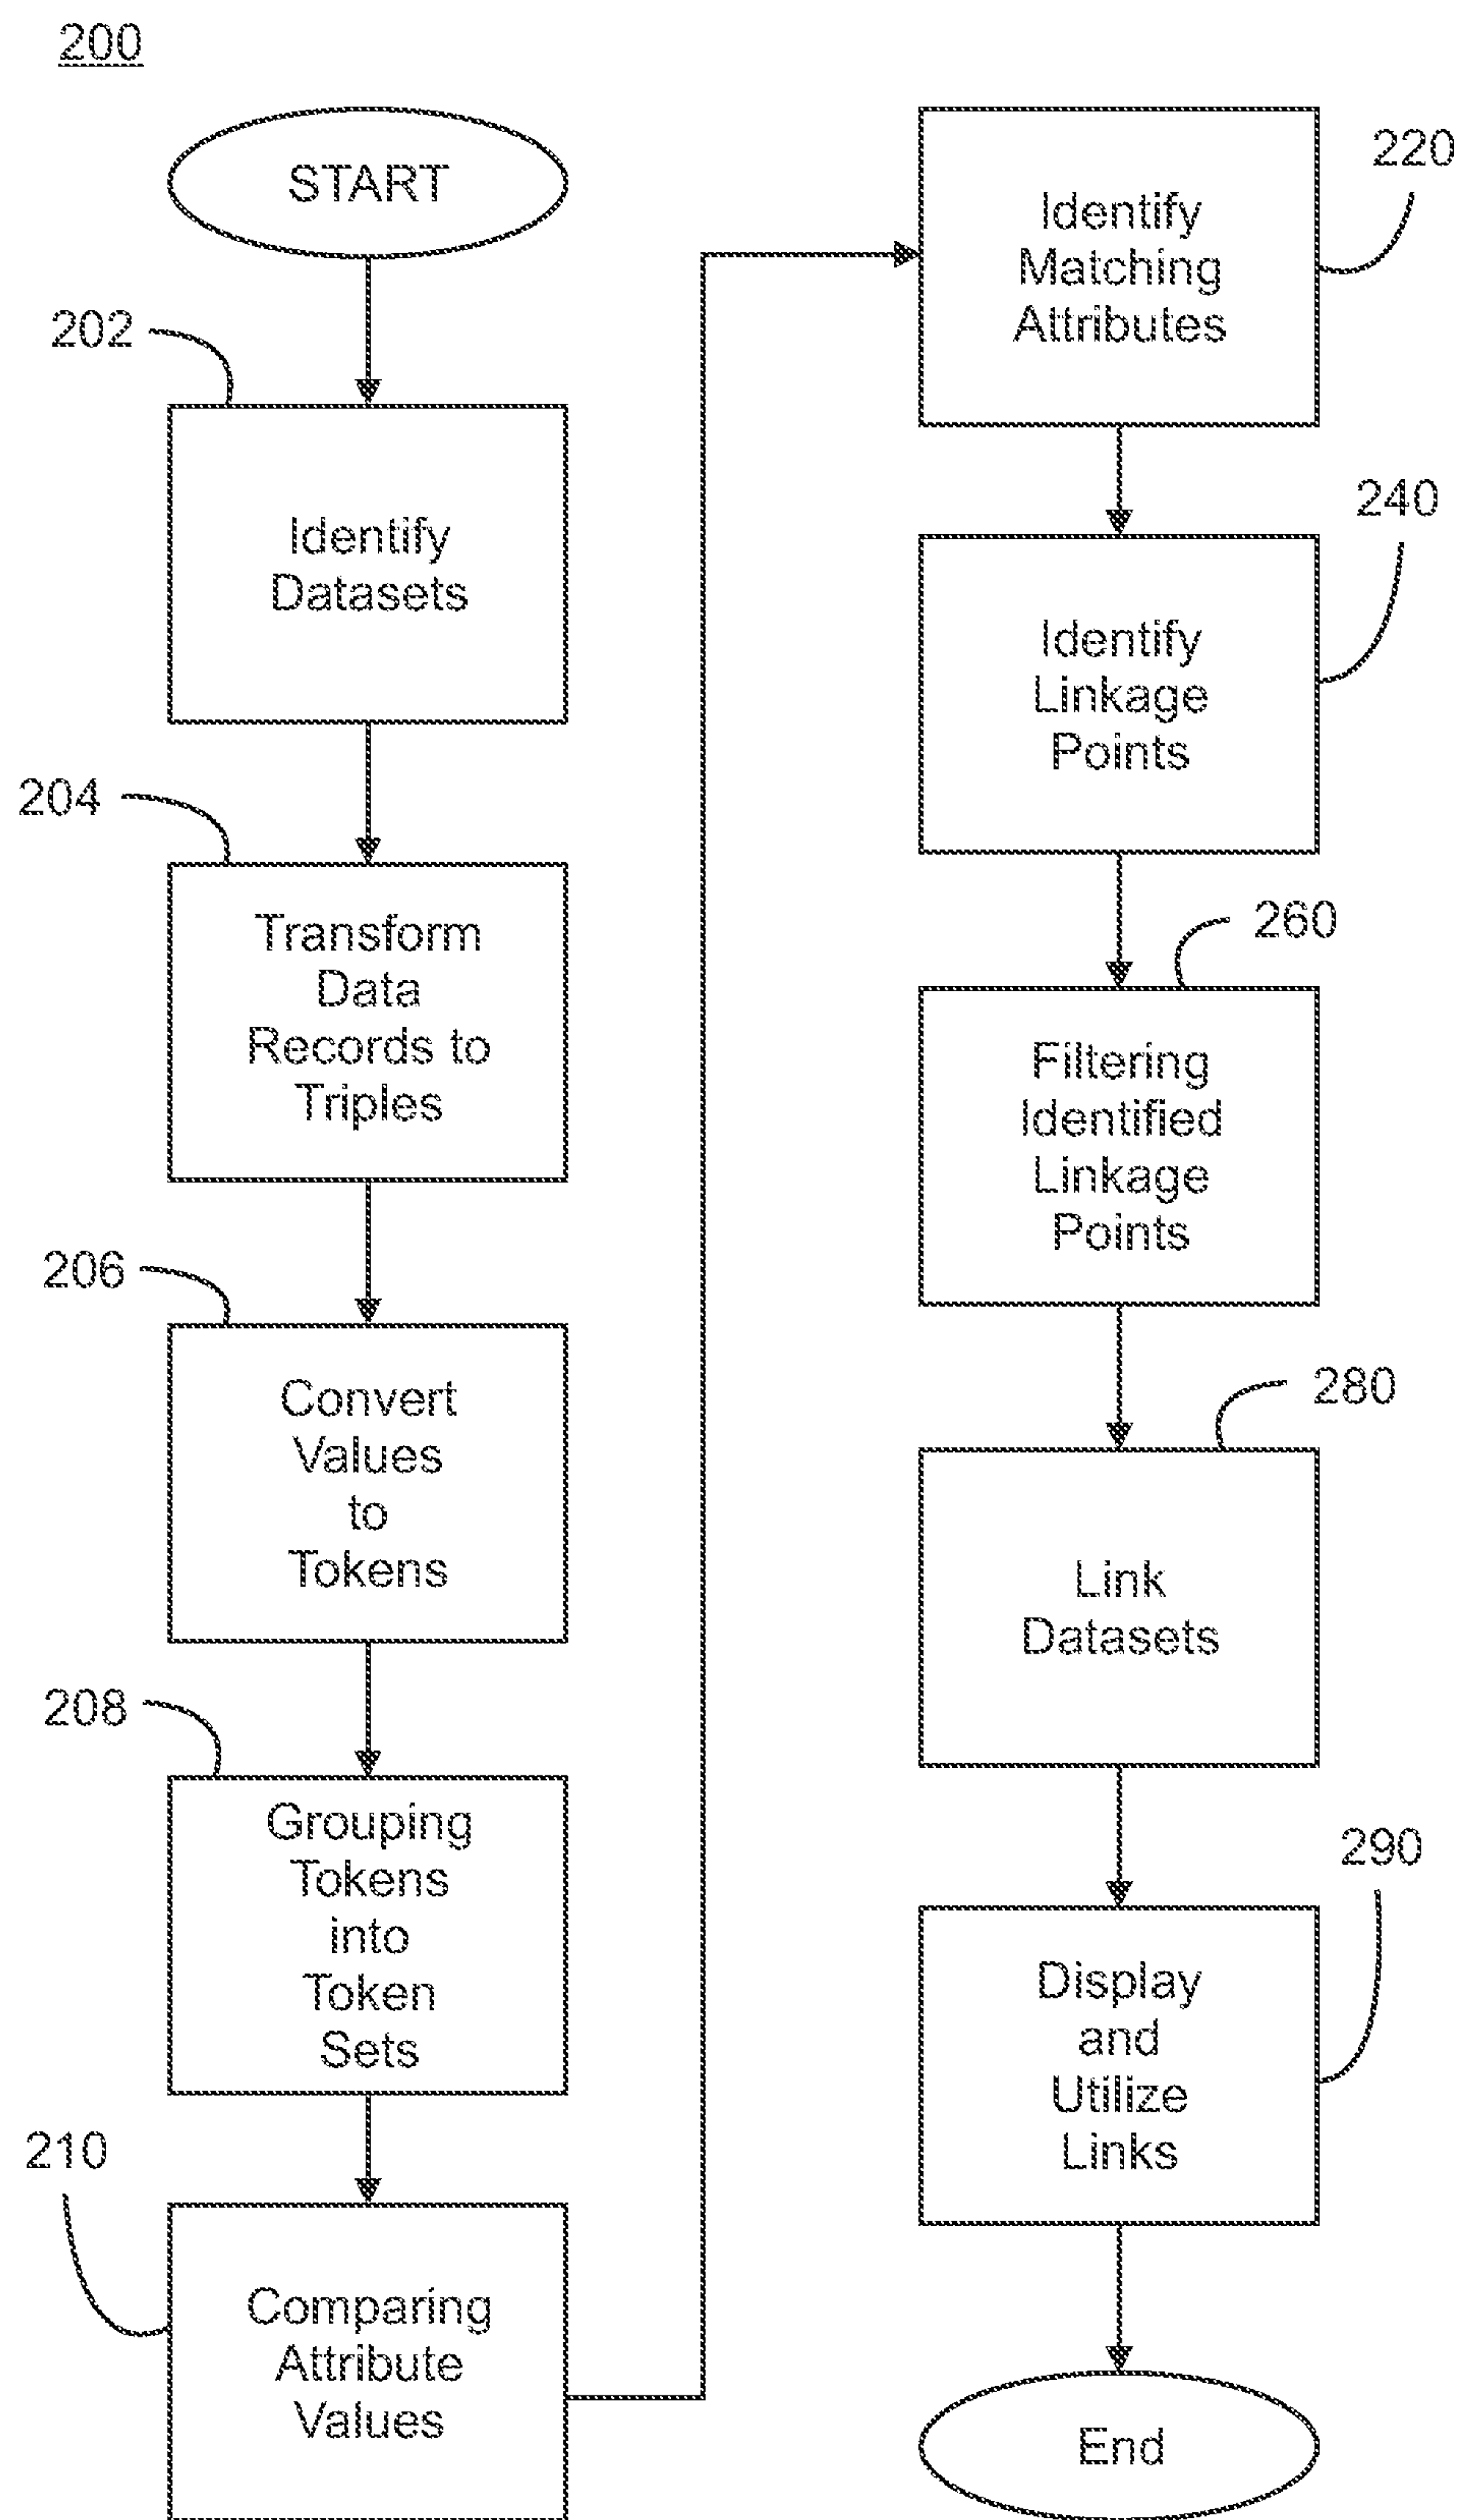 200
START
202
Identify
Datasets
204
Transform
Data
Records to
Triples
206
Convert
Values
to
Tokens
208
Grouping
Tokens
into
Token
Sets
210
Comparing
Attribute
Values
220
Identify
Matching
Attributes
240
Identify
Linkage
Points
260
Filtering
Identified
Linkage
Points
280
Link
Datasets
290
Display
and
Utilize
Links
End